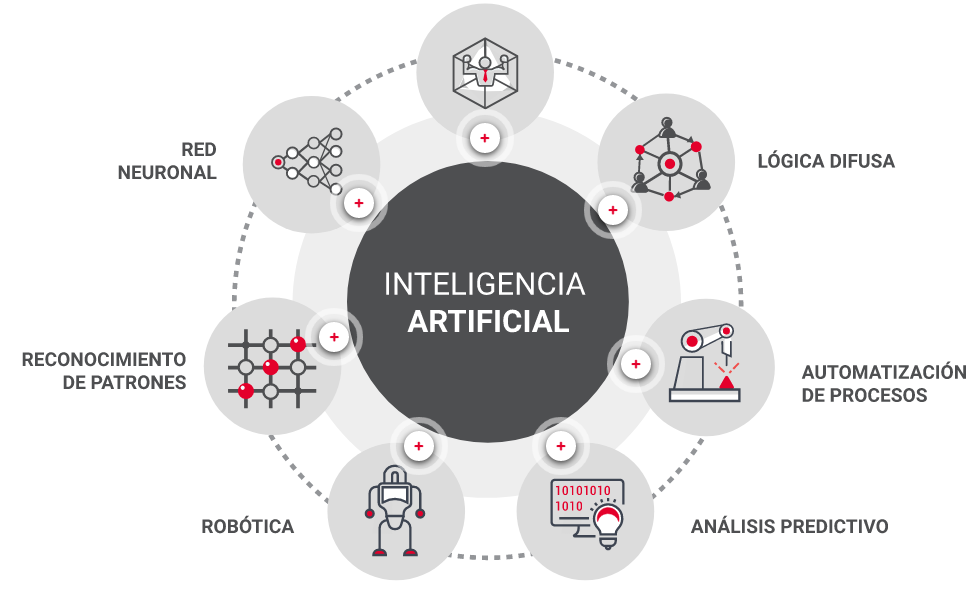 INTELIGENCIA
ARTIFICIAL
RED
NEURONAL
LÓGICA DIFUSA
RECONOCIMIENTO
DE PATRONES
AUTOMATIZACIÓN
DE PROCESOS
ROBÓTICA
10101010
1010
ANÁLISIS PREDICTIVO